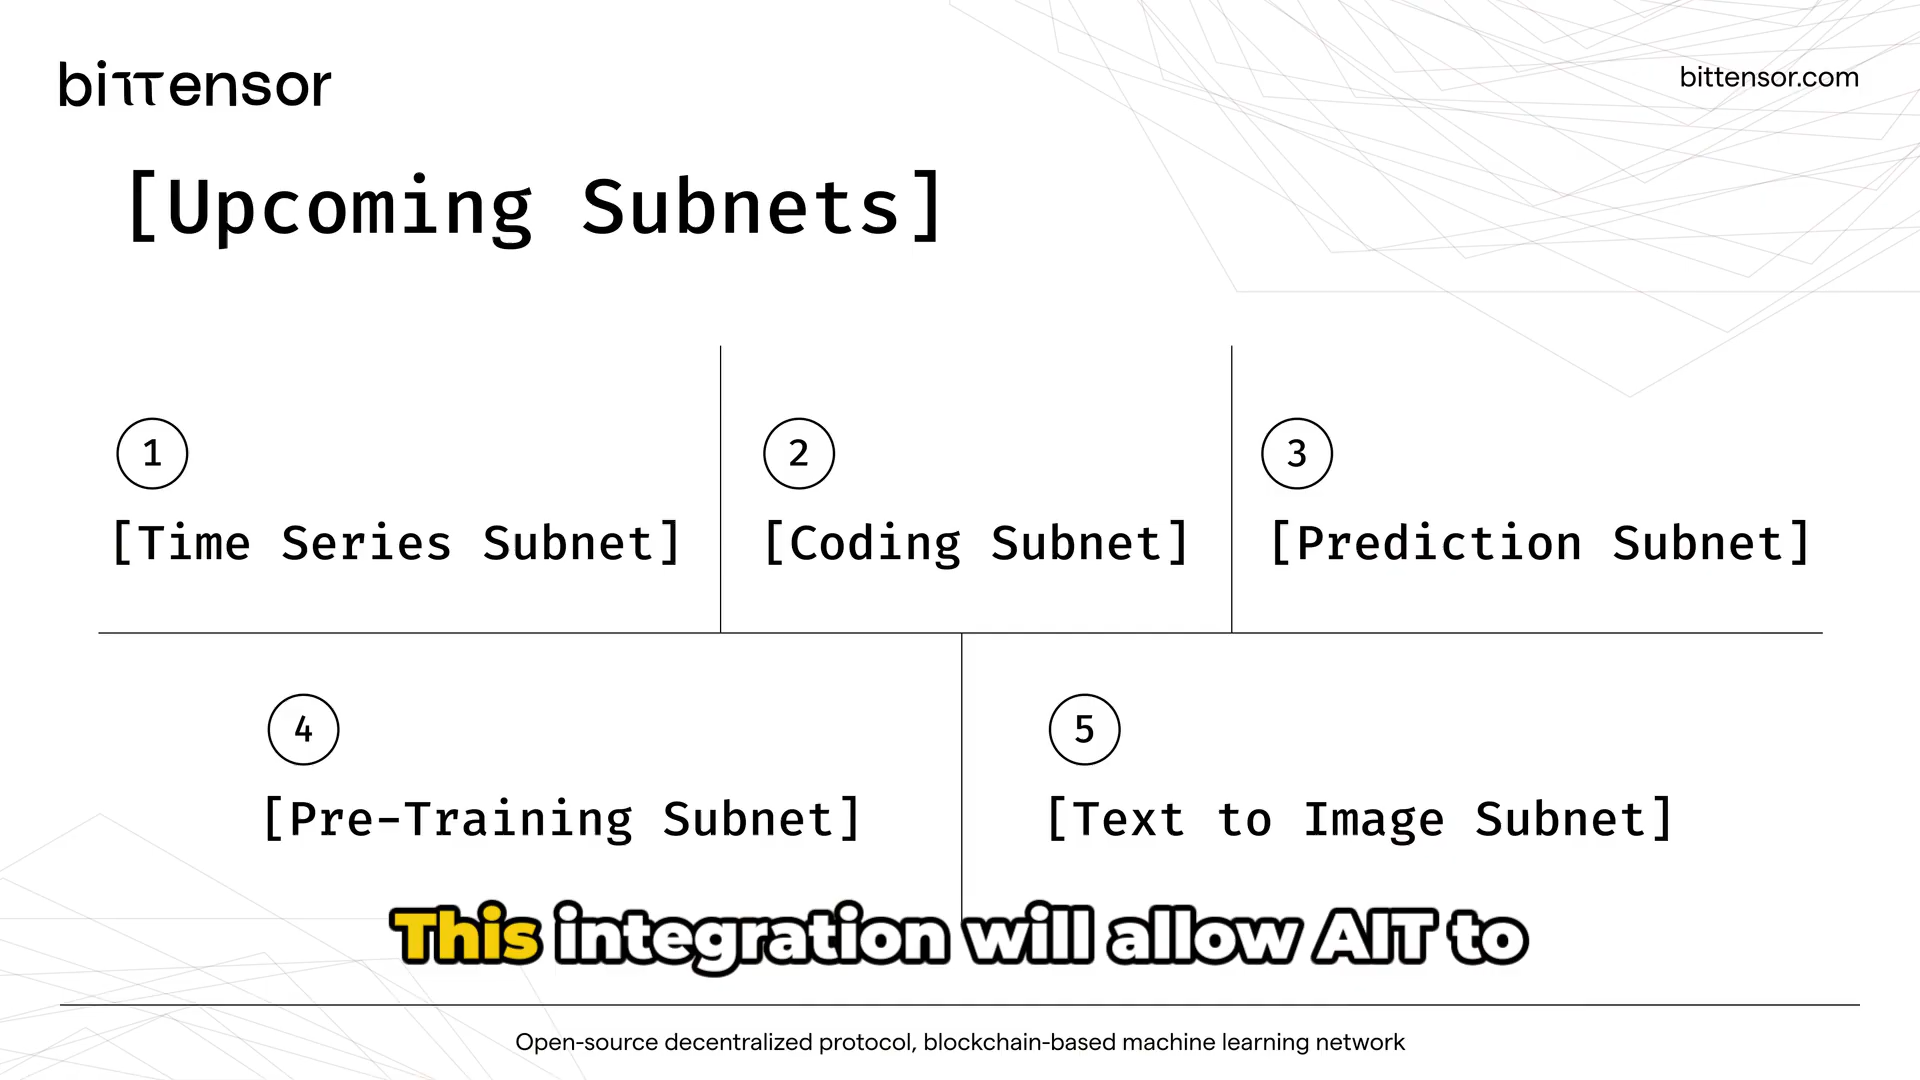 bittensor
bittensor.com
[Upcoming Subnets]
1
[Time Series Subnet]
2
[Coding Subnet]
3
[Prediction Subnet]
4
[Pre-Training Subnet]
5
[Text to Image Subnet]
This integration will allow AIT to
Open-source decentralized protocol, blockchain-based machine learning network